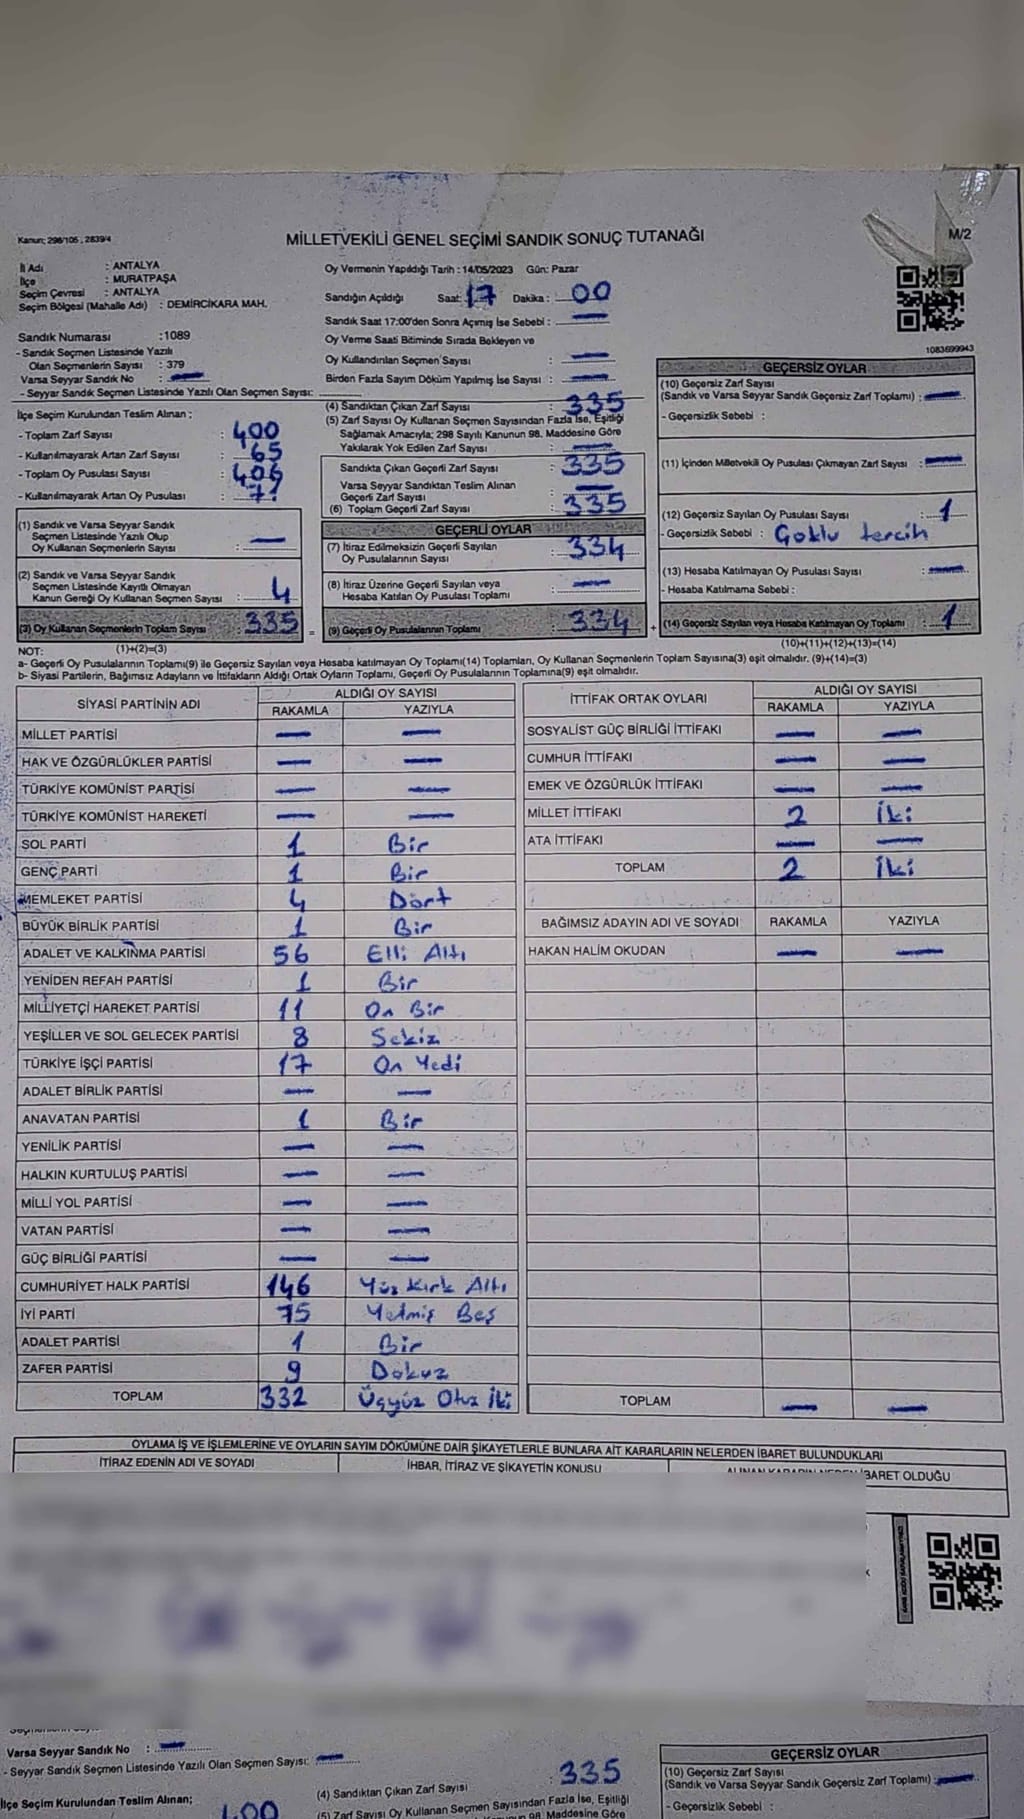 Kanun; 298/105 , 2839/4
MİLLETVEKİLİ GENEL SEÇİMİ SANDIK SONUÇ TUTANAĞI
M/2
İl Adı : ANTALYA
İlçe : MURATPAŞA
Seçim Çevresi : ANTALYA
Seçim Bölgesi (Mahalle Adı) : DEMİRCİKARA MAH.
Sandık Numarası :1089
- Sandık Seçmen Listesinde Yazılı
Olan Seçmenlerin Sayısı : 379
Varsa Seyyar Sandık No : —
- Seyyar Sandık Seçmen Listesinde Yazılı Olan Seçmen Sayısı:
Oy Vermenin Yapıldığı Tarih : 14/05/2023 Gün: Pazar
Sandığın Açıldığı Saat: 17 Dakika : 00
Sandık Saat 17:00'den Sonra Açımış İse Sebebi : —
Oy Verme Saati Bitiminde Sırada Bekleyen ve
Oy Kullandırılan Seçmen Sayısı : —
Birden Fazla Sayım Döküm Yapılmış İse Sayısı : —
1083699943
İlçe Seçim Kurulundan Teslim Alınan ;
- Toplam Zarf Sayısı : 400
- Kullanılmayarak Artan Zarf Sayısı : 65
- Toplam Oy Pusulası Sayısı : 406
- Kullanılmayarak Artan Oy Pusulası :
(1) Sandık ve Varsa Seyyar Sandık
Seçmen Listesinde Yazılı Olup
Oy Kullanan Seçmenlerin Sayısı : —
(2) Sandık ve Varsa Seyyar Sandık
Seçmen Listesinde Kayıtlı Olmayan
Kanun Gereği Oy Kullanan Seçmen Sayısı : 4
(3) Oy Kullanan Seçmenlerin Toplam Sayısı : 335
(4) Sandıktan Çıkan Zarf Sayısı : 335
(5) Zarf Sayısı Oy Kullanan Seçmen Sayısından Fazla İse, Eşitliği
Sağlamak Amacıyla; 298 Sayılı Kanunun 98. Maddesine Göre
Yakılarak Yok Edilen Zarf Sayısı : —
Sandıkta Çıkan Geçerli Zarf Sayısı : 335
Varsa Seyyar Sandıktan Teslim Alınan
Geçerli Zarf Sayısı : —
(6) Toplam Geçerli Zarf Sayısı : 335
GEÇERLİ OYLAR
(7) İtiraz Edilmeksizin Geçerli Sayılan
Oy Pusulalarının Sayısı : 334
(8) İtiraz Üzerine Geçerli Sayılan veya
Hesaba Katılan Oy Pusulası Toplamı : —
= (9) Geçerli Oy Pusulalarının Toplamı : 334
GEÇERSİZ OYLAR
(10) Geçersiz Zarf Sayısı
(Sandık ve Varsa Seyyar Sandık Geçersiz Zarf Toplamı) : —
- Geçersizlik Sebebi :
(11) İçinden Milletvekili Oy Pusulası Çıkmayan Zarf Sayısı : —
(12) Geçersiz Sayılan Oy Pusulası Sayısı : 1
- Geçersizlik Sebebi : Çoklu tercih
(13) Hesaba Katılmayan Oy Pusulası Sayısı : —
- Hesaba Katılmama Sebebi :
+ (14) Geçersiz Sayılan veya Hesaba Katılmayan Oy Toplamı : 1
NOT: (1)+(2)=(3)
(10)+(11)+(12)+(13)=(14)
a- Geçerli Oy Pusulalarının Toplamı(9) ile Geçersiz Sayılan veya Hesaba katılmayan Oy Toplamı(14) Toplamları, Oy Kullanan Seçmenlerin Toplam Sayısına(3) eşit olmalıdır. (9)+(14)=(3)
b- Siyasi Partilerin, Bağımsız Adayların ve İttifakların Aldığı Ortak Oyların Toplamı, Geçerli Oy Pusulalarının Toplamına(9) eşit olmalıdır.
SİYASİ PARTİNİN ADI ALDIĞI OY SAYISI
RAKAMLA YAZIYLA
MİLLET PARTİSİ — —
HAK VE ÖZGÜRLÜKLER PARTİSİ — —
TÜRKİYE KOMÜNİST PARTİSİ — —
TÜRKİYE KOMÜNİST HAREKETİ — —
SOL PARTİ 1 Bir
GENÇ PARTİ 1 Bir
MEMLEKET PARTİSİ 4 Dört
BÜYÜK BİRLİK PARTİSİ 1 Bir
ADALET VE KALKINMA PARTİSİ 56 Elli Altı
YENİDEN REFAH PARTİSİ 1 Bir
MİLLİYETÇİ HAREKET PARTİSİ 11 On Bir
YEŞİLLER VE SOL GELECEK PARTİSİ 8 Sekiz
TÜRKİYE İŞÇİ PARTİSİ 17 On Yedi
ADALET BİRLİK PARTİSİ — —
ANAVATAN PARTİSİ 1 Bir
YENİLİK PARTİSİ — —
HALKIN KURTULUŞ PARTİSİ — —
MİLLİ YOL PARTİSİ — —
VATAN PARTİSİ — —
GÜÇ BİRLİĞİ PARTİSİ — —
CUMHURİYET HALK PARTİSİ 146 Yüz Kırk Altı
İYİ PARTİ 75 Yetmiş Beş
ADALET PARTİSİ 1 Bir
ZAFER PARTİSİ 9 Dokuz
TOPLAM 332 Üçyüz Otuz İki
İTTİFAK ORTAK OYLARI ALDIĞI OY SAYISI
RAKAMLA YAZIYLA
SOSYALİST GÜÇ BİRLİĞİ İTTİFAKI — —
CUMHUR İTTİFAKI — —
EMEK VE ÖZGÜRLÜK İTTİFAKI — —
MİLLET İTTİFAKI 2 İki
ATA İTTİFAKI — —
TOPLAM 2 İki
BAĞIMSIZ ADAYIN ADI VE SOYADI RAKAMLA YAZIYLA
HAKAN HALİM OKUDAN — —
TOPLAM — —
OYLAMA İŞ VE İŞLEMLERİNE VE OYLARIN SAYIM DÖKÜMÜNE DAİR ŞİKAYETLERLE BUNLARA AİT KARARLARIN NELERDEN İBARET BULUNDUKLARI
İTİRAZ EDENİN ADI VE SOYADI İHBAR, İTİRAZ VE ŞİKAYETİN KONUSU ALINAN KARARIN NEDEN İBARET OLDUĞU
Varsa Seyyar Sandık No : —
- Seyyar Sandık Seçmen Listesinde Yazılı Olan Seçmen Sayısı: —
İlçe Seçim Kurulundan Teslim Alınan;
400
(4) Sandıktan Çıkan Zarf Sayısı : 335
(5) Zarf Sayısı Oy Kullanan Seçmen Sayısından Fazla İse, Eşitliği
Sağlamak Amacıyla; 298 Sayılı Kanunun 98. Maddesine Göre
GEÇERSİZ OYLAR
(10) Geçersiz Zarf Sayısı
(Sandık ve Varsa Seyyar Sandık Geçersiz Zarf Toplamı) : —
- Geçersizlik Sebebi :